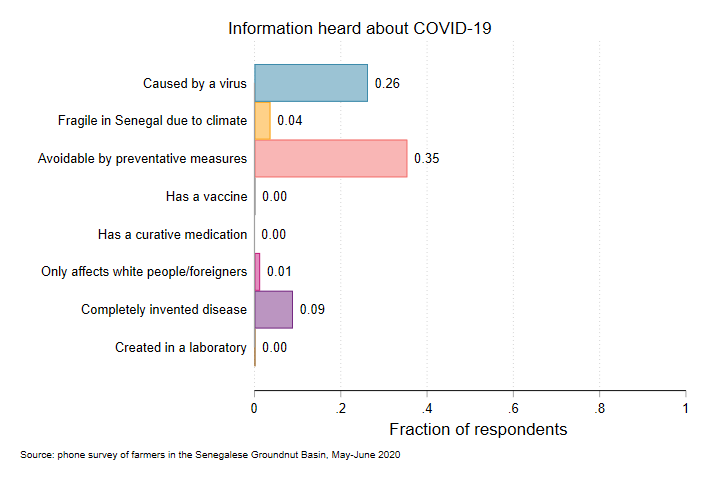 Information heard about COVID-19
Caused by a virus 0.26
Fragile in Senegal due to climate 0.04
Avoidable by preventative measures 0.35
Has a vaccine 0.00
Has a curative medication 0.00
Only affects white people/foreigners 0.01
Completely invented disease 0.09
Created in a laboratory 0.00
0 .2 .4 .6 .8 1
Fraction of respondents
Source: phone survey of farmers in the Senegalese Groundnut Basin, May-June 2020